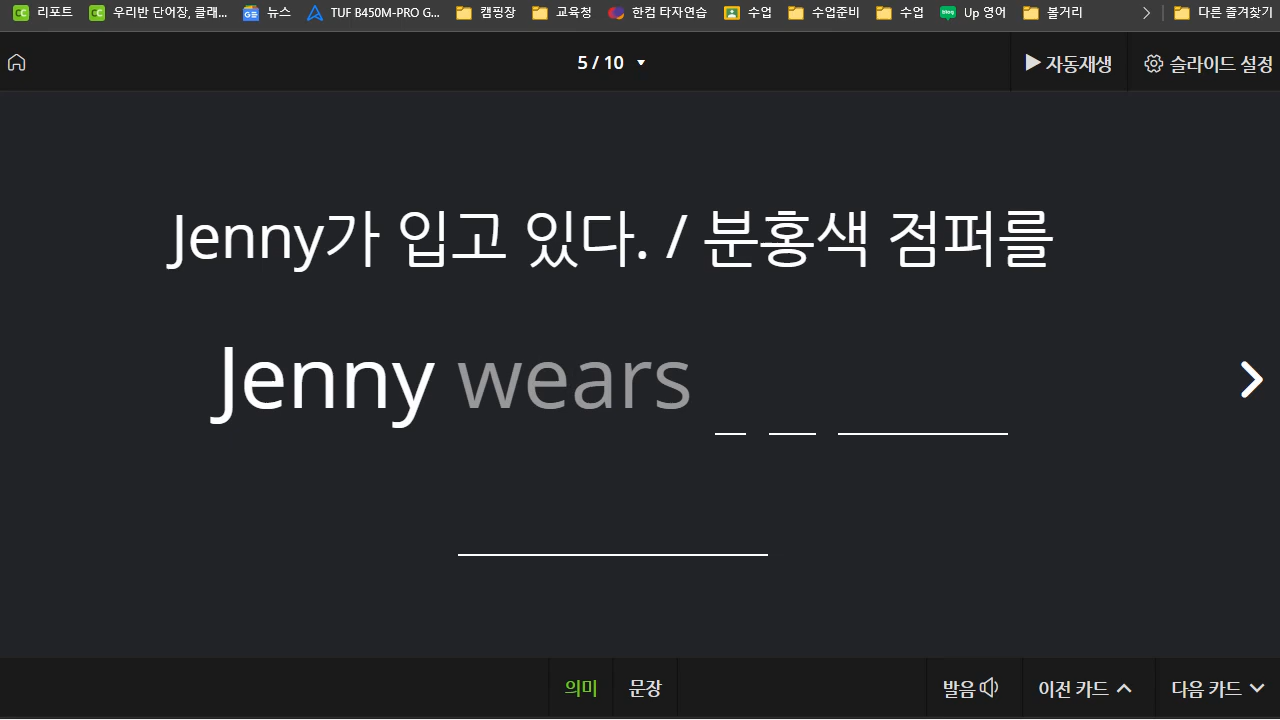 리포트 우리반 단어장, 클래... 뉴스 TUF B450M-PRO G... 캠핑장 교육청 한컴 타자연습 수업 수업준비 수업 Up 영어 볼거리 다른 즐겨찾기
5 / 10 자동재생 슬라이드 설정
Jenny가 입고 있다. / 분홍색 점퍼를
Jenny wears
의미 문장 발음 이전 카드 다음 카드